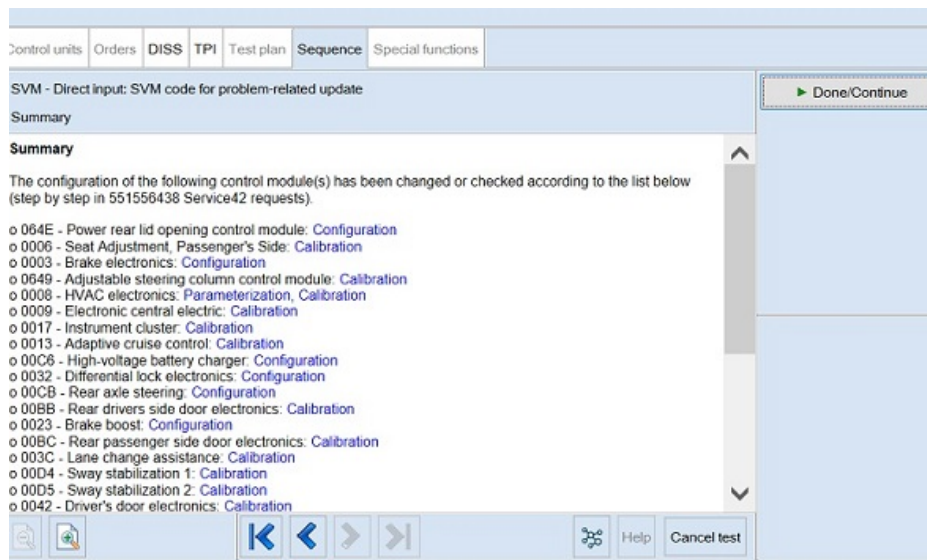 Control units Orders DISS TPI Test plan Sequence Special functions
SVM - Direct input: SVM code for problem-related update
Done/Continue
Summary
Summary
The configuration of the following control module(s) has been changed or checked according to the list below
(step by step in 551556438 Service42 requests).
o 064E - Power rear lid opening control module: Configuration
o 0006 - Seat Adjustment, Passenger's Side: Calibration
o 0003 - Brake electronics: Configuration
o 0649 - Adjustable steering column control module: Calibration
o 0008 - HVAC electronics: Parameterization, Calibration
o 0009 - Electronic central electric: Calibration
o 0017 - Instrument cluster: Calibration
o 0013 - Adaptive cruise control: Calibration
o 00C6 - High-voltage battery charger: Configuration
o 0032 - Differential lock electronics: Configuration
o 00CB - Rear axle steering: Configuration
o 00BB - Rear drivers side door electronics: Calibration
o 0023 - Brake boost: Configuration
o 00BC - Rear passenger side door electronics: Calibration
o 003C - Lane change assistance: Calibration
o 00D4 - Sway stabilization 1: Calibration
o 00D5 - Sway stabilization 2: Calibration
o 0042 - Driver's door electronics: Calibration
Help Cancel test